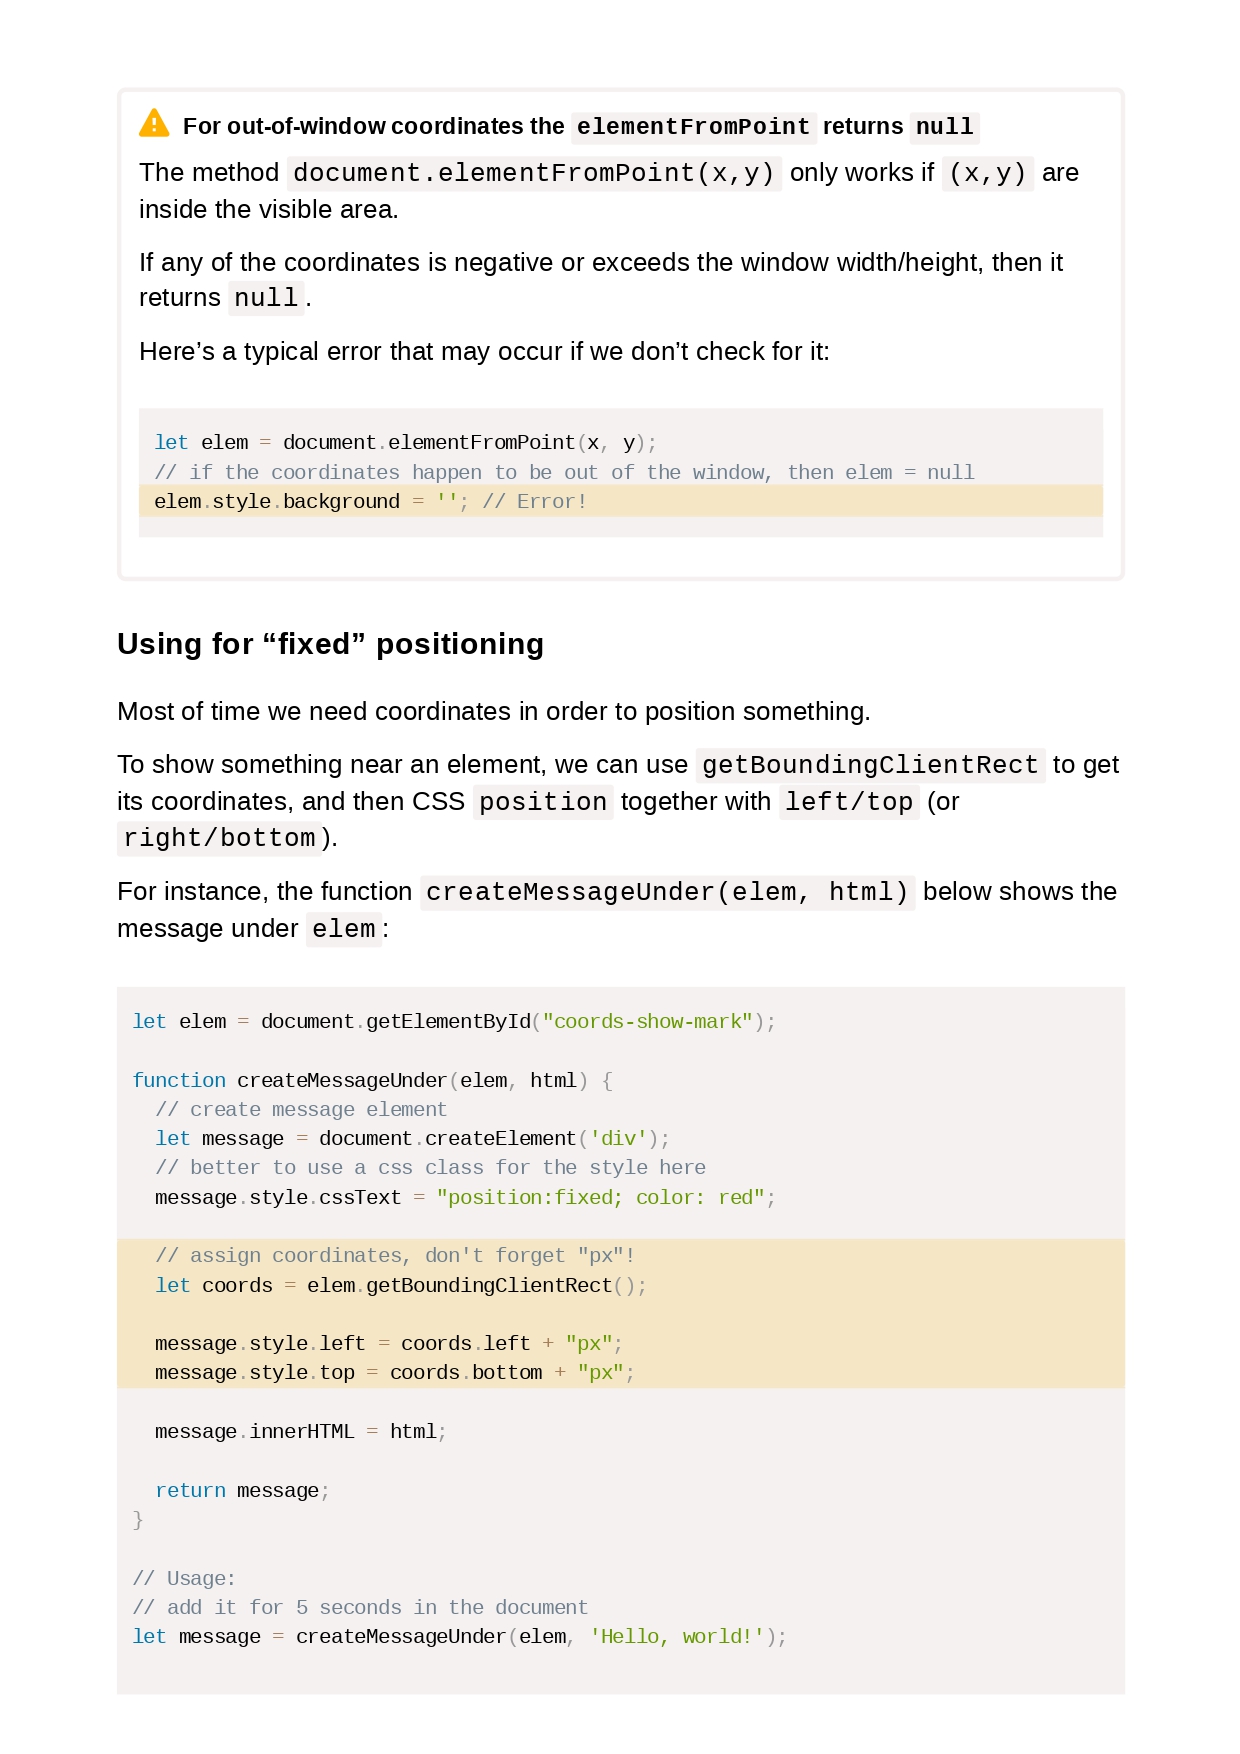 For out-of-window coordinates the elementFromPoint returns null
The method document.elementFromPoint(x,y) only works if (x,y) are
inside the visible area.
If any of the coordinates is negative or exceeds the window width/height, then it
returns null.
Here’s a typical error that may occur if we don’t check for it:
let elem = document.elementFromPoint(x, y);
// if the coordinates happen to be out of the window, then elem = null
elem.style.background = ''; // Error!
Using for “fixed” positioning
Most of time we need coordinates in order to position something.
To show something near an element, we can use getBoundingClientRect to get
its coordinates, and then CSS position together with left/top (or
right/bottom).
For instance, the function createMessageUnder(elem, html) below shows the
message under elem:
let elem = document.getElementById("coords-show-mark");
function createMessageUnder(elem, html) {
  // create message element
  let message = document.createElement('div');
  // better to use a css class for the style here
  message.style.cssText = "position:fixed; color: red";
  // assign coordinates, don't forget "px"!
  let coords = elem.getBoundingClientRect();
  message.style.left = coords.left + "px";
  message.style.top = coords.bottom + "px";
  message.innerHTML = html;
  return message;
}
// Usage:
// add it for 5 seconds in the document
let message = createMessageUnder(elem, 'Hello, world!');